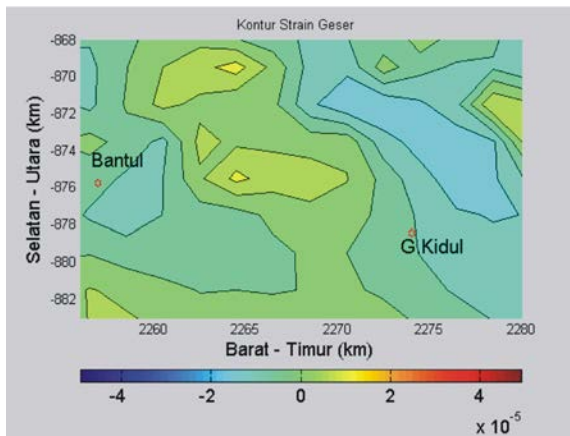 Kontur Strain Geser
Selatan - Utara (km)
-868
-870
-872
-874
-876
-878
-880
-882
Bantul
G.Kidul
2260 2265 2270 2275 2280
Barat - Timur (km)
-4 -2 0 2 4
x 10-5